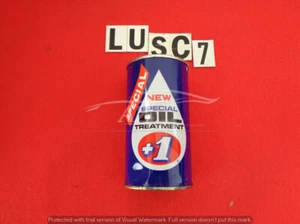 LUSC7
SPECIAL
NEW
SPECIAL
OIL
TREATMENT
+1
Protected with trial version of Visual Watermark. Full version doesn't put this mark.